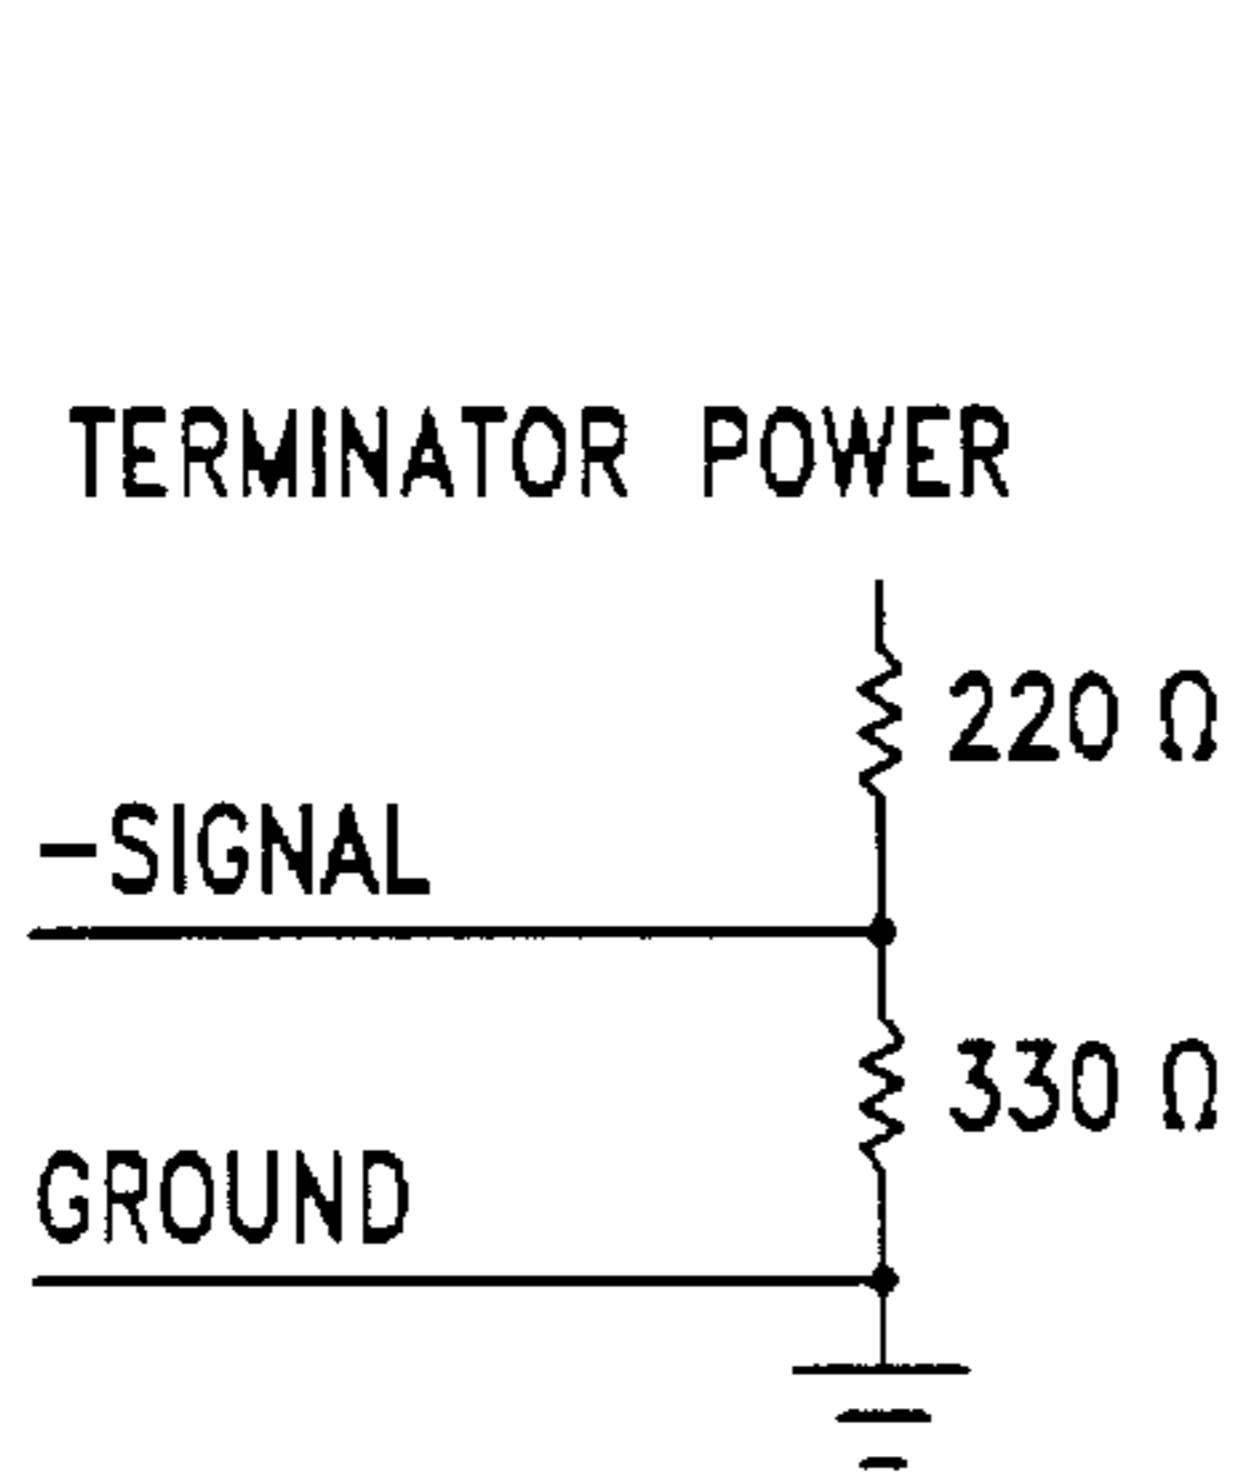 TERMINATOR POWER
220 Ω
-SIGNAL
330 Ω
GROUND